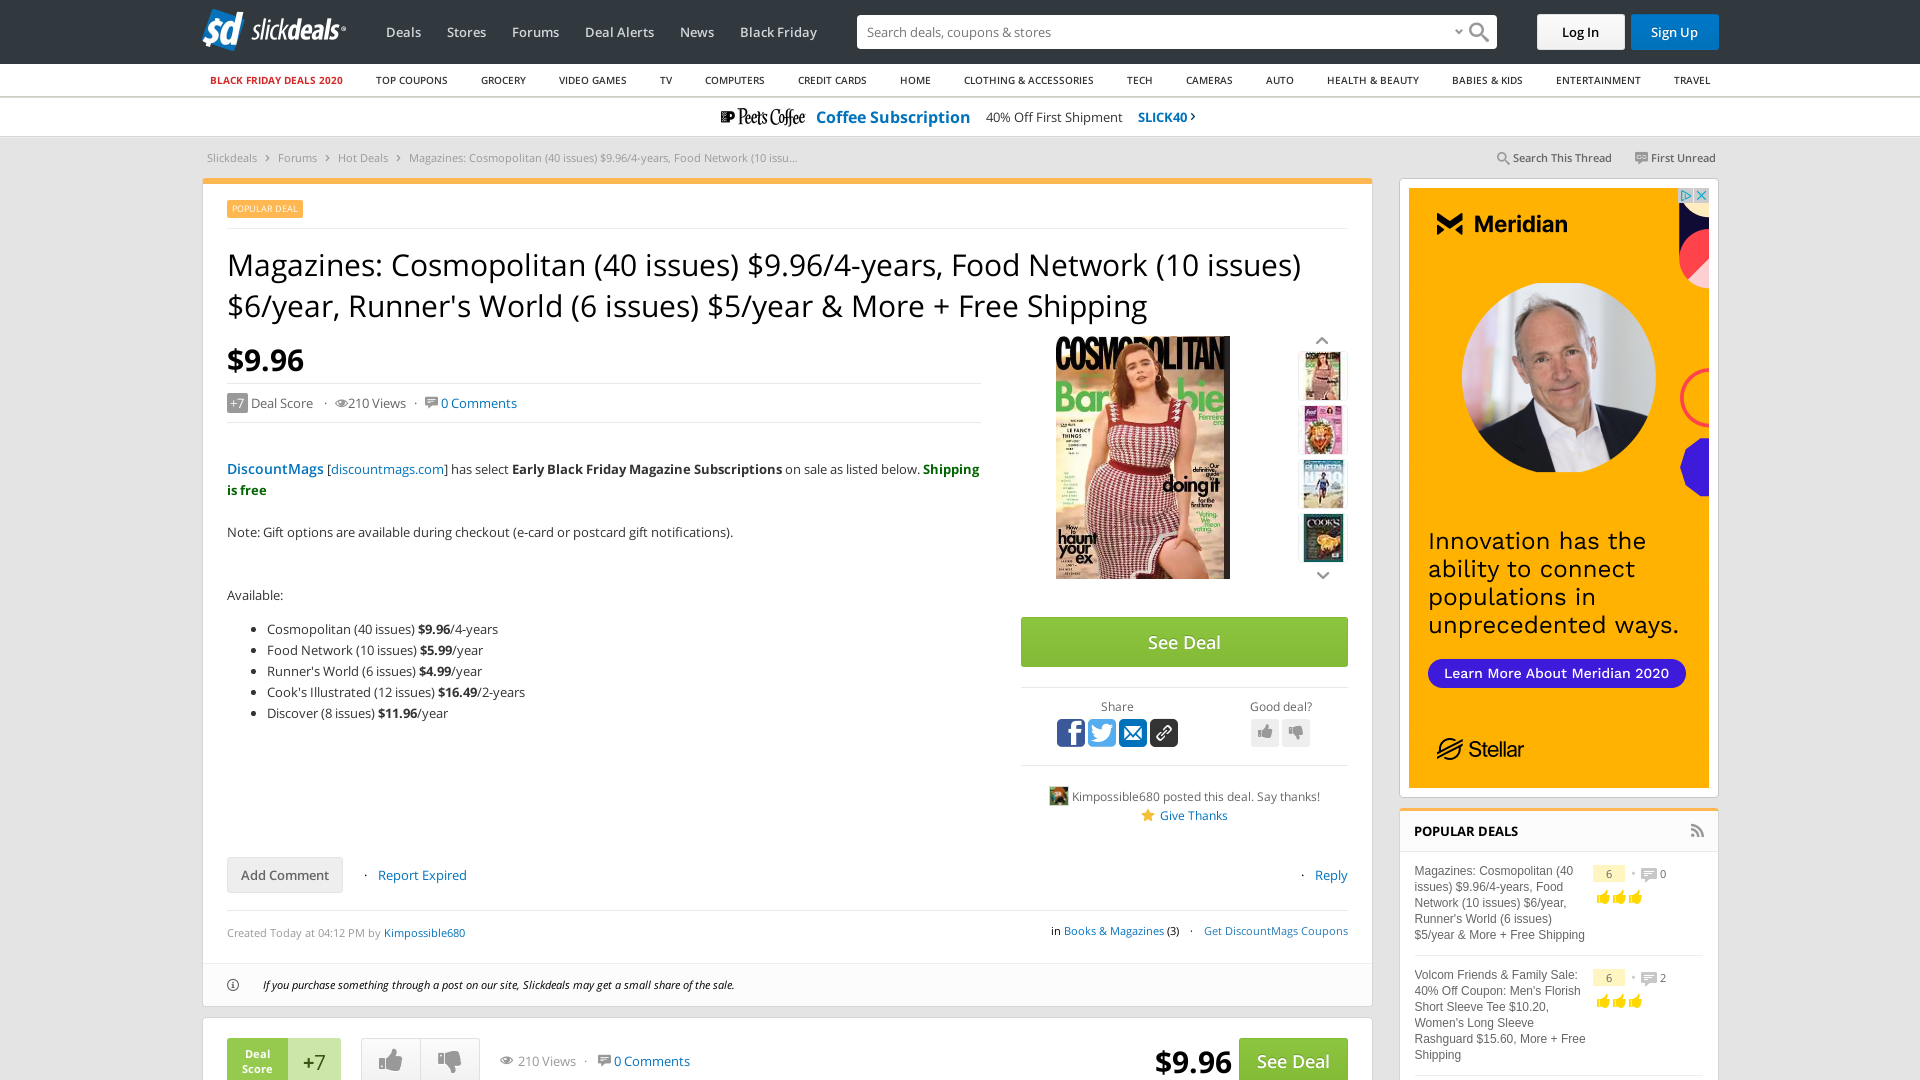 slickdeals
Deals
Stores
Forums
Deal Alerts
News
Black Friday
Search deals, coupons & stores
Log In
Sign Up
BLACK FRIDAY DEALS 2020
TOP COUPONS
GROCERY
VIDEO GAMES
TV
COMPUTERS
CREDIT CARDS
HOME
CLOTHING & ACCESSORIES
TECH
CAMERAS
AUTO
HEALTH & BEAUTY
BABIES & KIDS
ENTERTAINMENT
TRAVEL
Peet's Coffee Coffee Subscription 40% Off First Shipment SLICK40
Slickdeals > Forums > Hot Deals > Magazines: Cosmopolitan (40 issues) $9.96/4-years, Food Network (10 issu...
Search This Thread
First Unread
POPULAR DEAL
Magazines: Cosmopolitan (40 issues) $9.96/4-years, Food Network (10 issues)
$6/year, Runner's World (6 issues) $5/year & More + Free Shipping
$9.96
+7 Deal Score · 210 Views · 0 Comments
DiscountMags [discountmags.com] has select Early Black Friday Magazine Subscriptions on sale as listed below. Shipping
is free
Note: Gift options are available during checkout (e-card or postcard gift notifications).
Available:
Cosmopolitan (40 issues) $9.96/4-years
Food Network (10 issues) $5.99/year
Runner's World (6 issues) $4.99/year
Cook's Illustrated (12 issues) $16.49/2-years
Discover (8 issues) $11.96/year
COSMOPOLITAN
Barbie
Ferreira
doing it
How to
haunt
your
ex
See Deal
Share
Good deal?
Kimpossible680 posted this deal. Say thanks!
Give Thanks
Add Comment
· Report Expired
· Reply
Created Today at 04:12 PM by Kimpossible680
in Books & Magazines (3) · Get DiscountMags Coupons
If you purchase something through a post on our site, Slickdeals may get a small share of the sale.
Deal
Score
+7
210 Views · 0 Comments
$9.96
See Deal
Meridian
Innovation has the
ability to connect
populations in
unprecedented ways.
Learn More About Meridian 2020
Stellar
POPULAR DEALS
Magazines: Cosmopolitan (40
issues) $9.96/4-years, Food
Network (10 issues) $6/year,
Runner's World (6 issues)
$5/year & More + Free Shipping
6 • 0
Volcom Friends & Family Sale:
40% Off Coupon: Men's Florish
Short Sleeve Tee $10.20,
Women's Long Sleeve
Rashguard $15.60, More + Free
Shipping
6 • 2